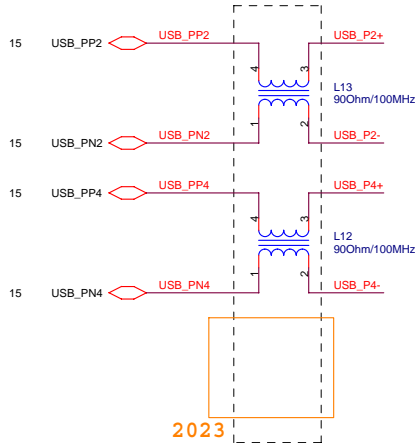 15 USB_PP2 USB_PP2 USB_P2+
4 3
L13
90Ohm/100MHz
1 2
15 USB_PN2 USB_PN2 USB_P2-
15 USB_PP4 USB_PP4 USB_P4+
4 3
L12
90Ohm/100MHz
1 2
15 USB_PN4 USB_PN4 USB_P4-
2023